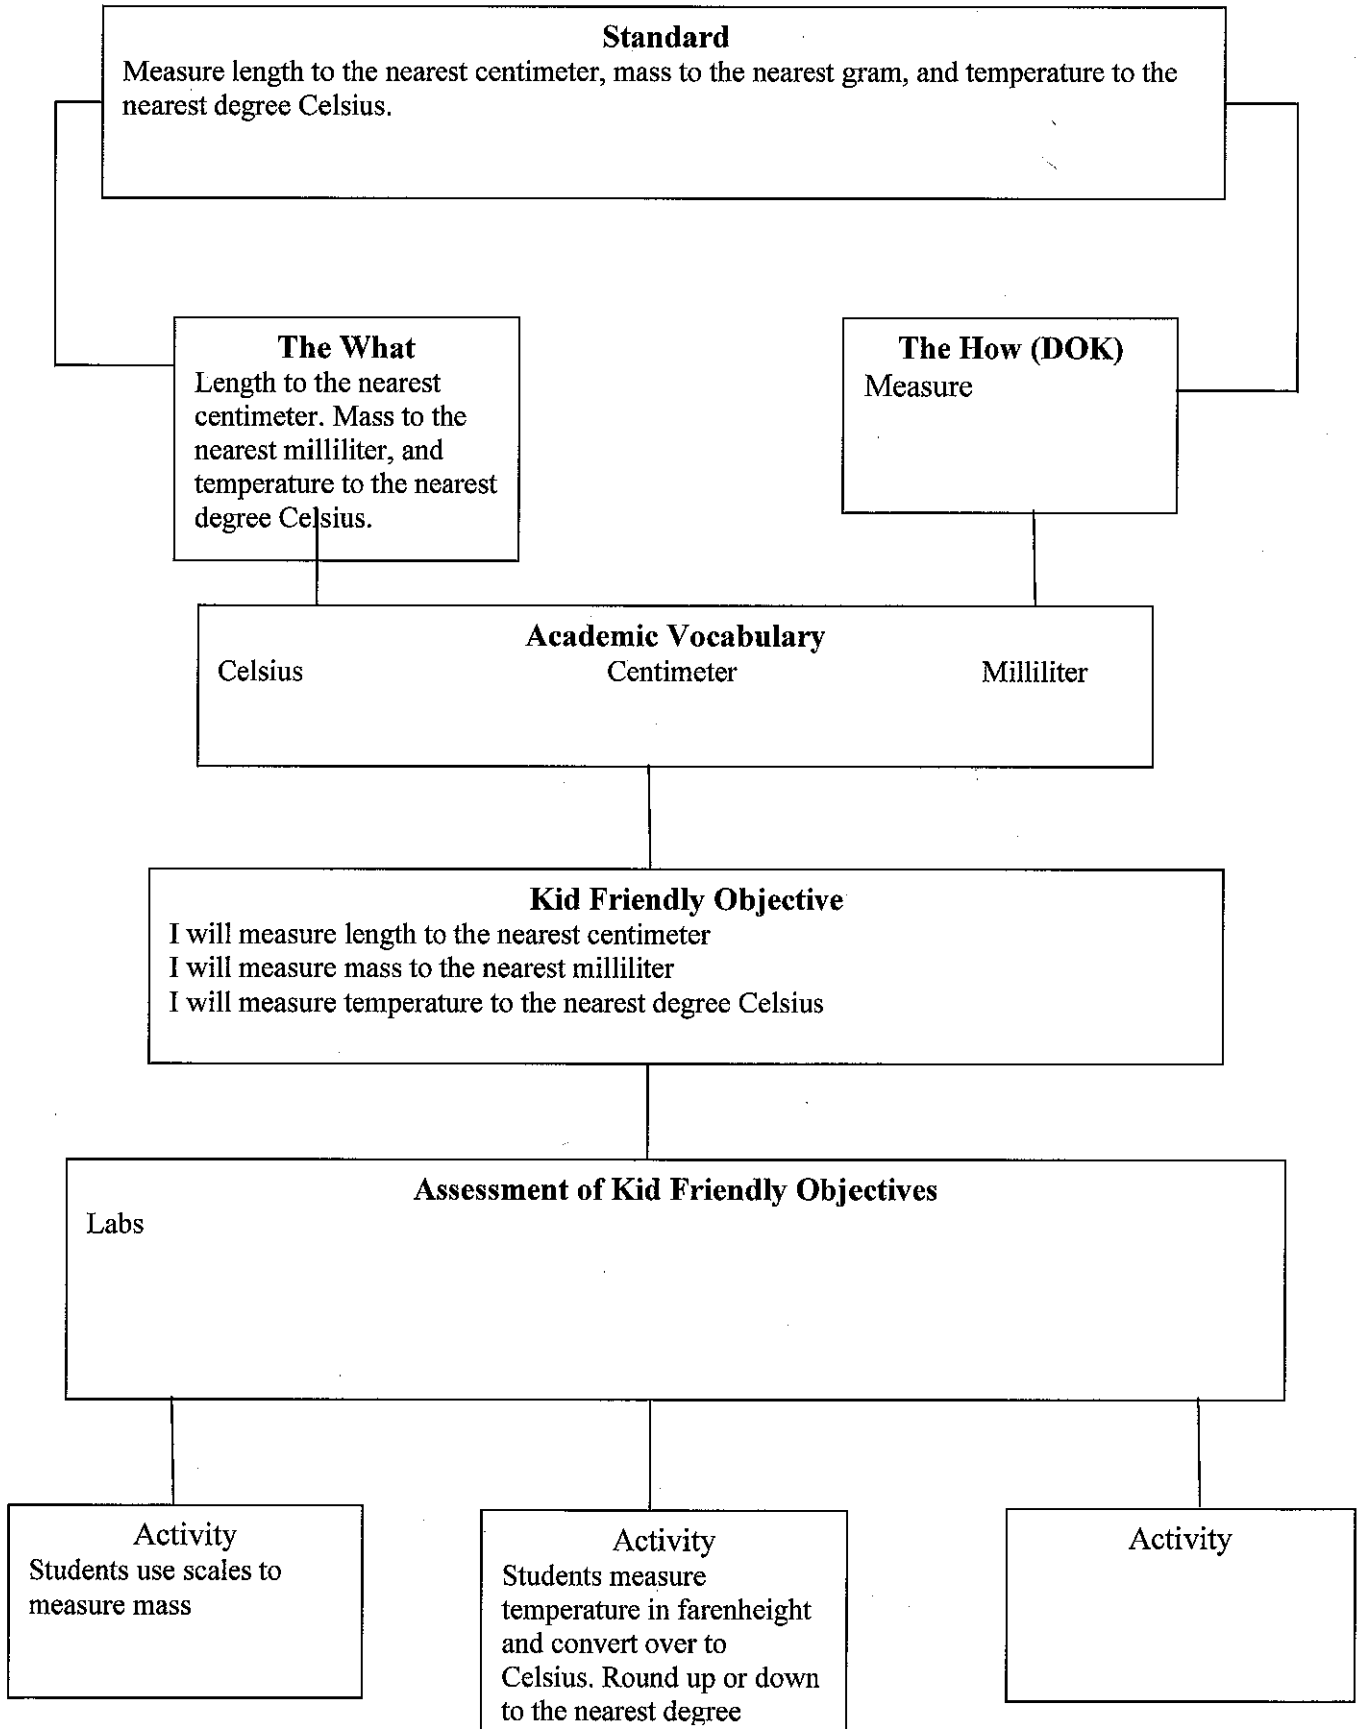 Standard
Measure length to the nearest centimeter, mass to the nearest gram, and temperature to the
nearest degree Celsius.
The What
Length to the nearest
centimeter. Mass to the
nearest milliliter, and
temperature to the nearest
degree Celsius.
The How (DOK)
Measure
Academic Vocabulary
Celsius Centimeter Milliliter
Kid Friendly Objective
I will measure length to the nearest centimeter
I will measure mass to the nearest milliliter
I will measure temperature to the nearest degree Celsius
Assessment of Kid Friendly Objectives
Labs
Activity
Students use scales to
measure mass
Activity
Students measure
temperature in farenheight
and convert over to
Celsius. Round up or down
to the nearest degree
Activity